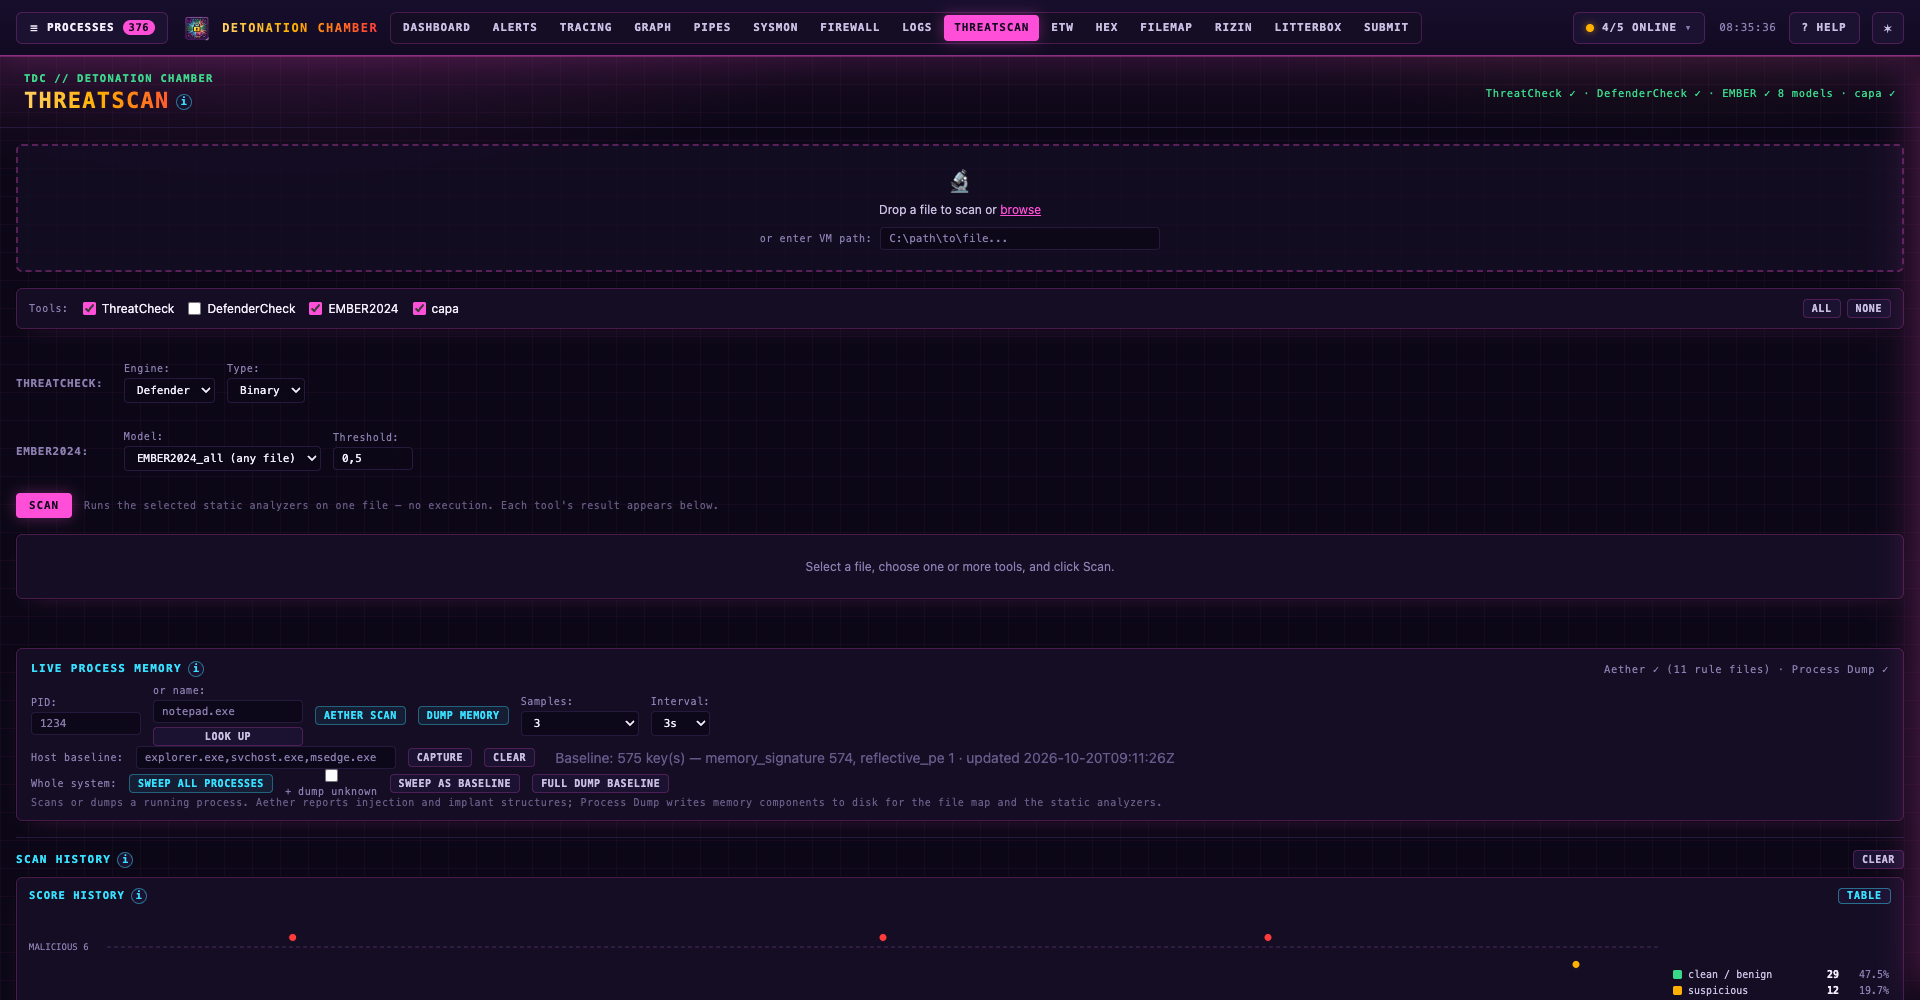 ≡ PROCESSES 376
DETONATION CHAMBER
DASHBOARD ALERTS TRACING GRAPH PIPES SYSMON FIREWALL LOGS THREATSCAN ETW HEX FILEMAP RIZIN LITTERBOX SUBMIT
4/5 ONLINE ▾
08:35:36
? HELP
TDC // DETONATION CHAMBER
THREATSCAN i
ThreatCheck ✓ · DefenderCheck ✓ · EMBER ✓ 8 models · capa ✓
Drop a file to scan or browse
or enter VM path: C:\path\to\file...
Tools: ThreatCheck DefenderCheck EMBER2024 capa
ALL NONE
Engine: Type:
THREATCHECK: Defender Binary
Model: Threshold:
EMBER2024: EMBER2024_all (any file) 0,5
SCAN Runs the selected static analyzers on one file — no execution. Each tool's result appears below.
Select a file, choose one or more tools, and click Scan.
LIVE PROCESS MEMORY i
Aether ✓ (11 rule files) · Process Dump ✓
PID: or name: Samples: Interval:
1234 notepad.exe AETHER SCAN DUMP MEMORY 3 3s
LOOK UP
Host baseline: explorer.exe,svchost.exe,msedge.exe CAPTURE CLEAR Baseline: 575 key(s) — memory_signature 574, reflective_pe 1 · updated 2026-10-20T09:11:26Z
Whole system: SWEEP ALL PROCESSES + dump unknown SWEEP AS BASELINE FULL DUMP BASELINE
Scans or dumps a running process. Aether reports injection and implant structures; Process Dump writes memory components to disk for the file map and the static analyzers.
SCAN HISTORY i
CLEAR
SCORE HISTORY i
TABLE
MALICIOUS 6
clean / benign 29 47.5%
suspicious 12 19.7%